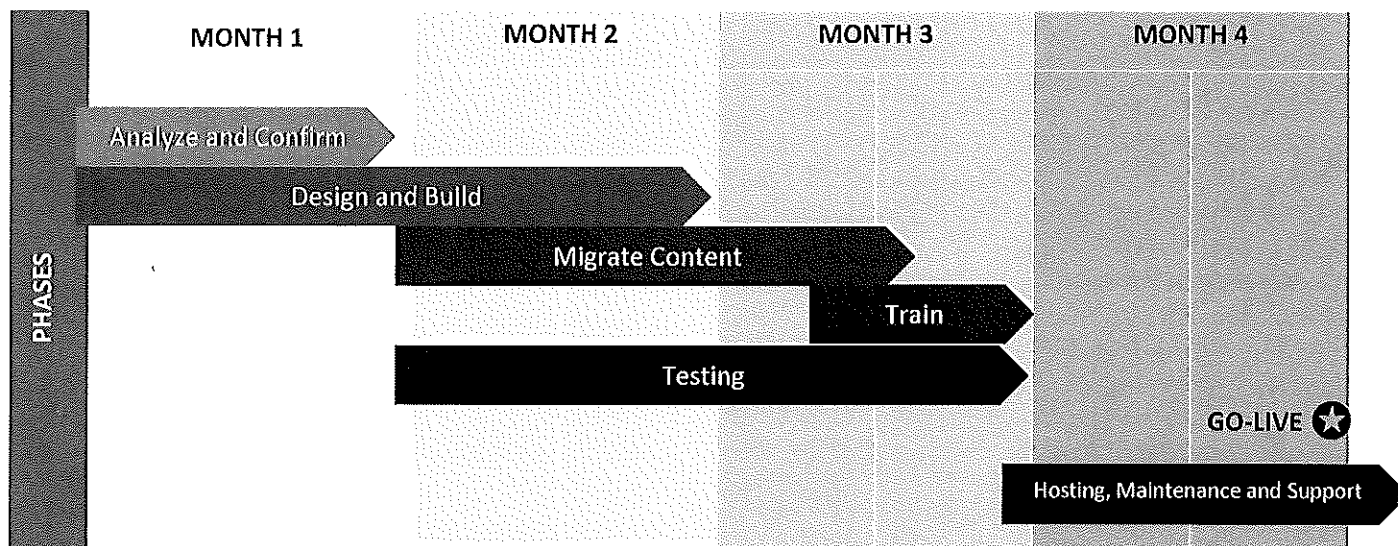 MONTH 1
MONTH 2
MONTH 3
MONTH 4
PHASES
Analyze and Confirm
Design and Build
Migrate Content
Train
Testing
GO-LIVE
Hosting, Maintenance and Support